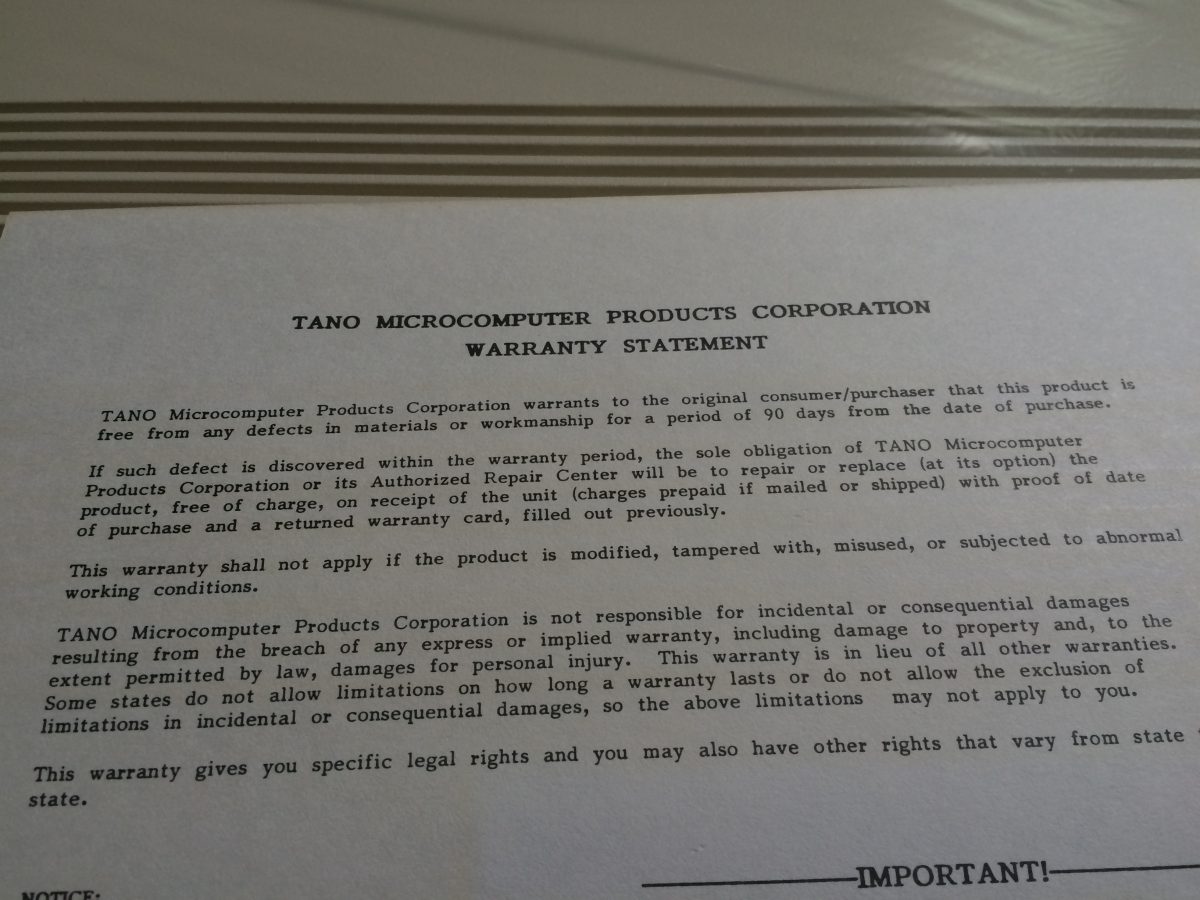 TANO MICROCOMPUTER PRODUCTS CORPORATION
WARRANTY STATEMENT
TANO Microcomputer Products Corporation warrants to the original consumer/purchaser that this product is
free from any defects in materials or workmanship for a period of 90 days from the date of purchase.
If such defect is discovered within the warranty period, the sole obligation of TANO Microcomputer
Products Corporation or its Authorized Repair Center will be to repair or replace (at its option) the
product, free of charge, on receipt of the unit (charges prepaid if mailed or shipped) with proof of date
of purchase and a returned warranty card, filled out previously.
This warranty shall not apply if the product is modified, tampered with, misused, or subjected to abnormal
working conditions.
TANO Microcomputer Products Corporation is not responsible for incidental or consequential damages
resulting from the breach of any express or implied warranty, including damage to property and, to the
extent permitted by law, damages for personal injury. This warranty is in lieu of all other warranties.
Some states do not allow limitations on how long a warranty lasts or do not allow the exclusion of
limitations in incidental or consequential damages, so the above limitations may not apply to you.
This warranty gives you specific legal rights and you may also have other rights that vary from state
state.
IMPORTANT!
NOTICE: